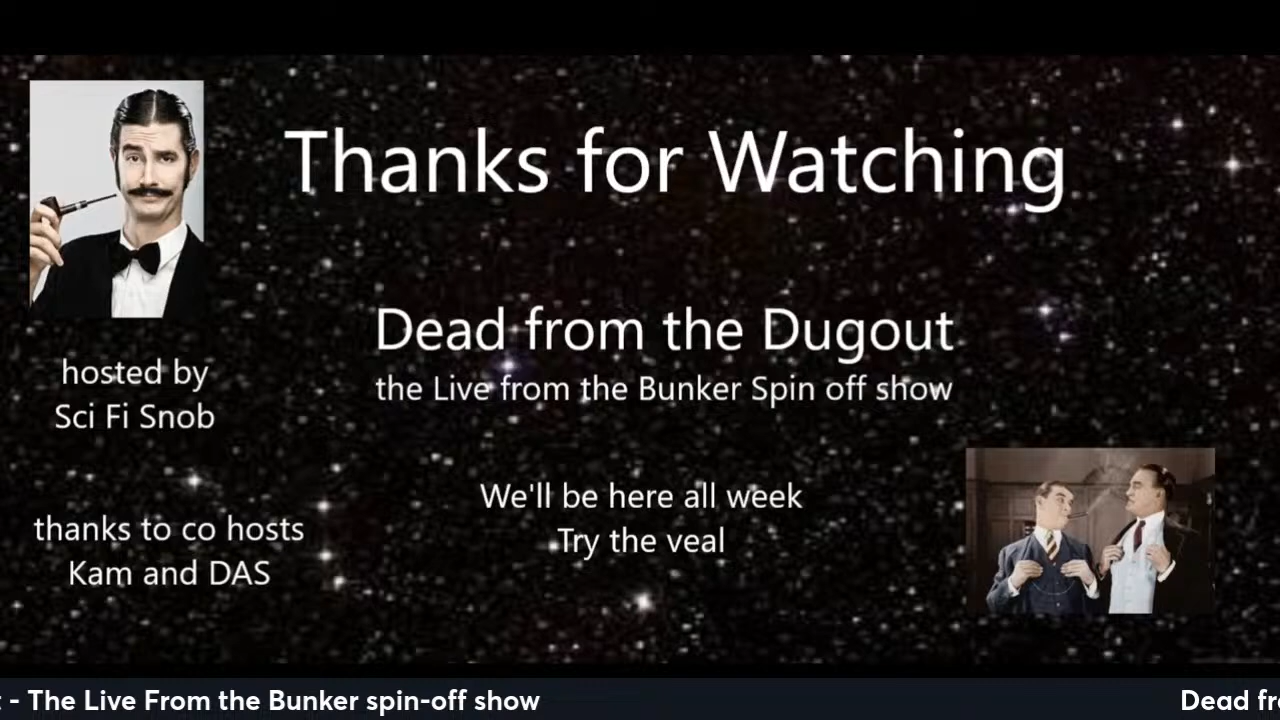 Thanks for Watching
Dead from the Dugout
the Live from the Bunker Spin off show
hosted by
Sci Fi Snob
We'll be here all week
Try the veal
thanks to co hosts
Kam and DAS
- The Live From the Bunker spin-off show
Dead